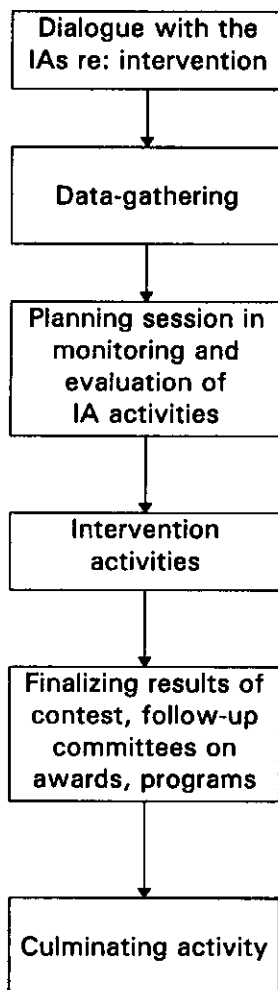 Dialogue with the
IAs re: intervention
Data-gathering
Planning session in
monitoring and
evaluation of
IA activities
Intervention
activities
Finalizing results of
contest, follow-up
committees on
awards, programs
Culminating activity